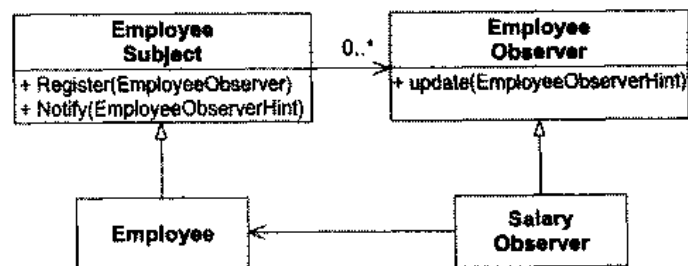 Employee
Subject
+ Register(EmployeeObserver)
+ Notify(EmployeeObserverHint)
0..*
Employee
Observer
+ update(EmployeeObserverHint)
Employee
Salary
Observer